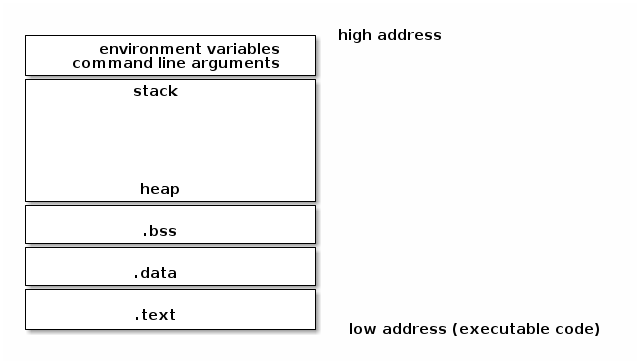 high address
environment variables
command line arguments
stack
heap
.bss
.data
.text
low address (executable code)